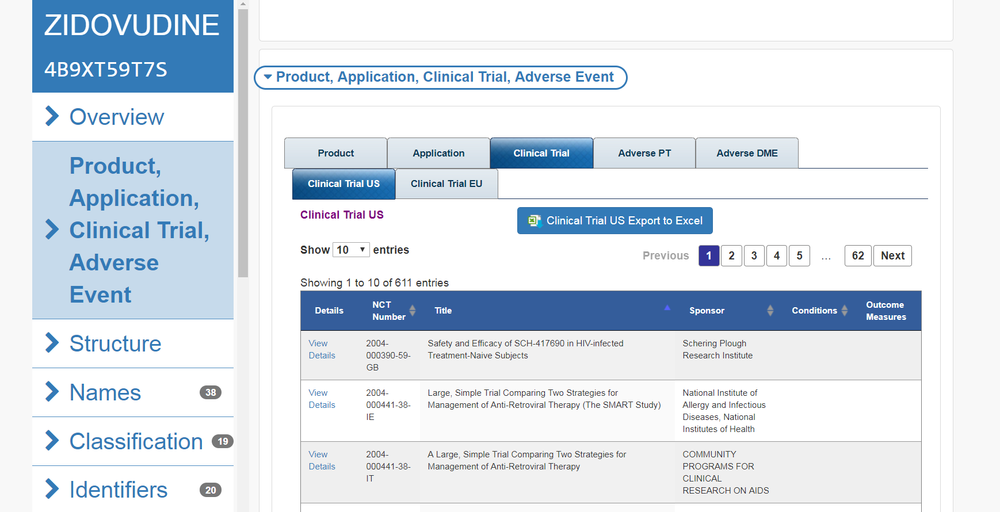 ZIDOVUDINE
4B9XT59T7S
Overview
Product,
Application,
Clinical Trial,
Adverse
Event
Structure
Names 38
Classification 19
Identifiers 20
Product, Application, Clinical Trial, Adverse Event
Product Application Clinical Trial Adverse PT Adverse DME
Clinical Trial US Clinical Trial EU
Clinical Trial US
Clinical Trial US Export to Excel
Show 10 entries
Previous 1 2 3 4 5 ... 62 Next
Showing 1 to 10 of 611 entries
Details
NCT
Number
Title
Sponsor
Conditions
Outcome
Measures
View
Details
2004-
000390-59-
GB
Safety and Efficacy of SCH-417690 in HIV-infected
Treatment-Naive Subjects
Schering Plough
Research Institute
View
Details
2004-
000441-38-
IE
Large, Simple Trial Comparing Two Strategies for
Management of Anti-Retroviral Therapy (The SMART Study)
National Institute of
Allergy and Infectious
Diseases, National
Institutes of Health
View
Details
2004-
000441-38-
IT
A Large, Simple Trial Comparing Two Strategies for
Management of Anti-Retroviral Therapy
COMMUNITY
PROGRAMS FOR
CLINICAL
RESEARCH ON AIDS